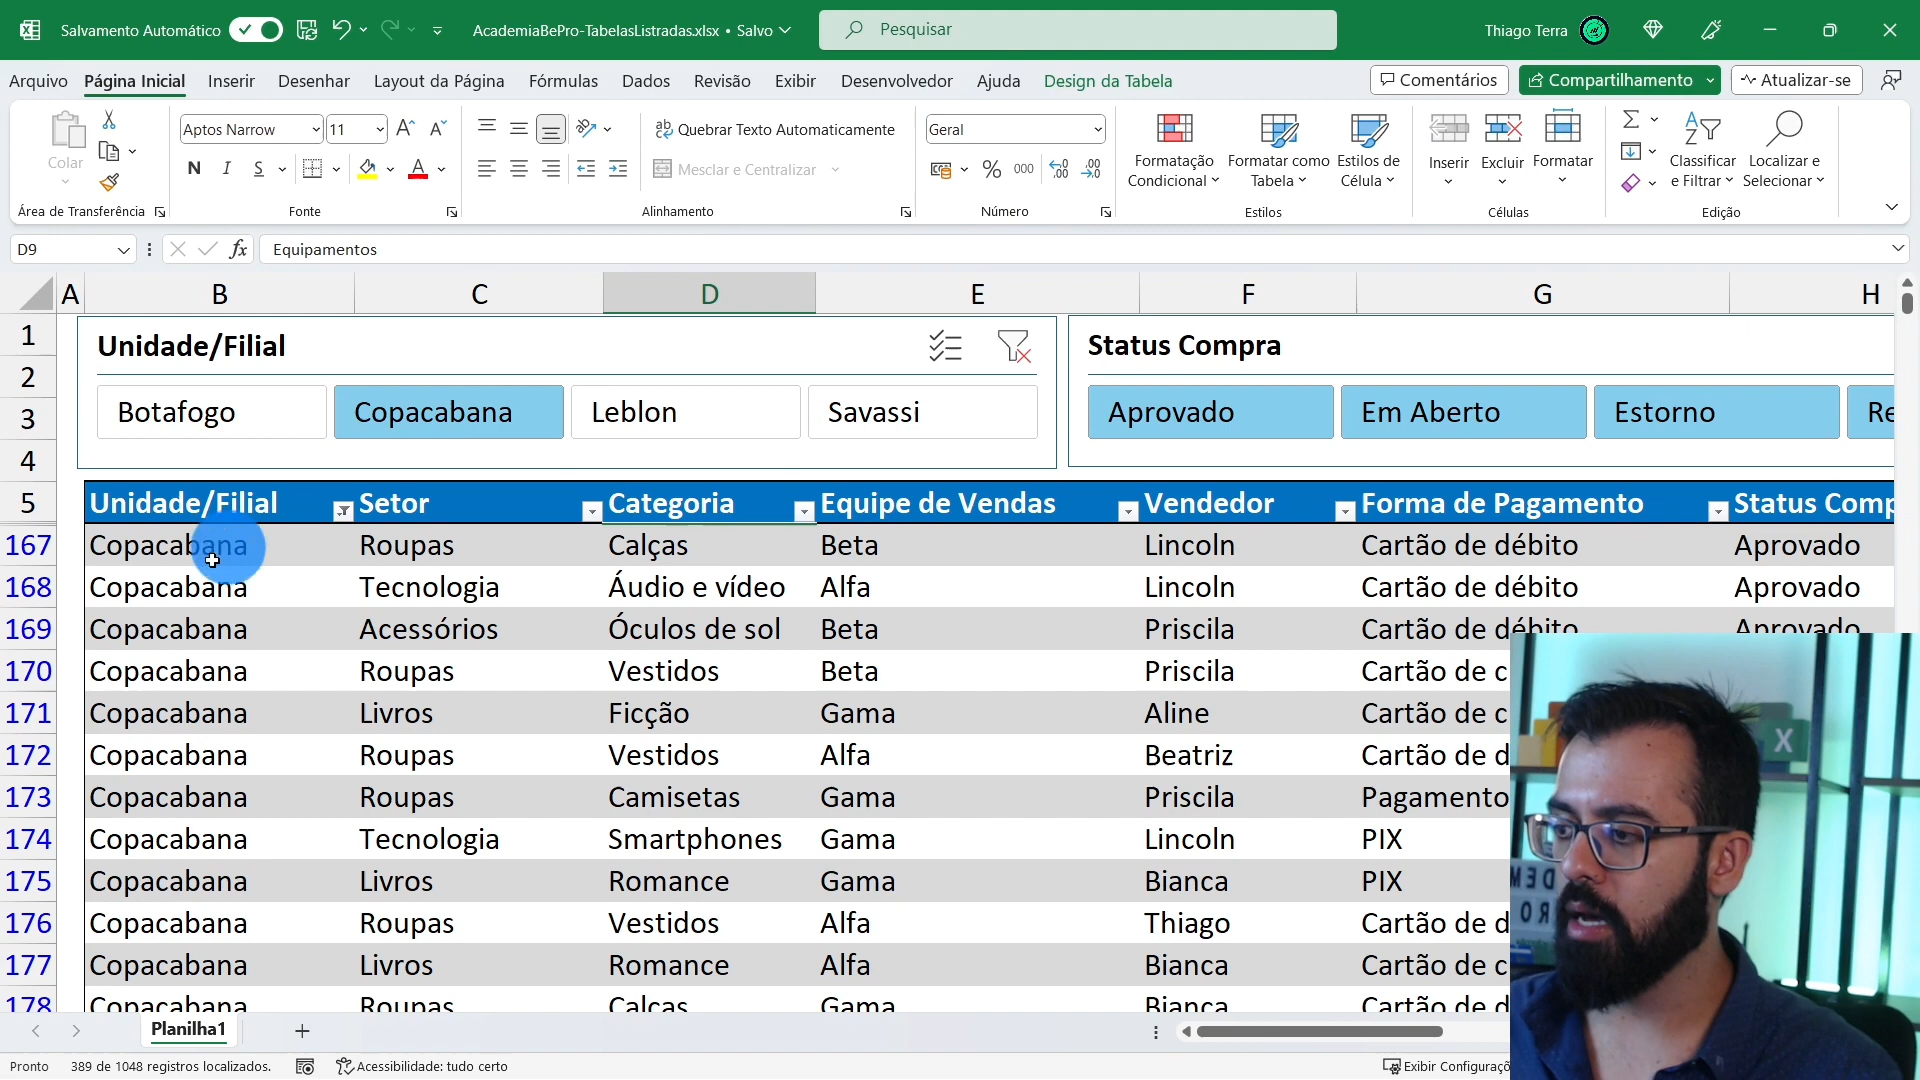 Salvamento Automático
AcademiaBePro-TabelasListradas.xlsx • Salvo
Pesquisar
Thiago Terra
Arquivo Página Inicial Inserir Desenhar Layout da Página Fórmulas Dados Revisão Exibir Desenvolvedor Ajuda Design da Tabela
Comentários Compartilhamento Atualizar-se
Colar
Área de Transferência
Aptos Narrow 11
N I S
Fonte
Quebrar Texto Automaticamente
Mesclar e Centralizar
Alinhamento
Geral
% 000
Número
Formatação Condicional
Formatar como Tabela
Estilos de Célula
Estilos
Inserir Excluir Formatar
Células
Classificar e Filtrar
Localizar e Selecionar
Edição
D9 fx Equipamentos
A B C D E F G H
1
2
3
4
Unidade/Filial
Botafogo Copacabana Leblon Savassi
Status Compra
Aprovado Em Aberto Estorno Re
5 Unidade/Filial Setor Categoria Equipe de Vendas Vendedor Forma de Pagamento Status Comp
167 Copacabana Roupas Calças Beta Lincoln Cartão de débito Aprovado
168 Copacabana Tecnologia Áudio e vídeo Alfa Lincoln Cartão de débito Aprovado
169 Copacabana Acessórios Óculos de sol Beta Priscila Cartão de débito Aprovado
170 Copacabana Roupas Vestidos Beta Priscila Cartão de c
171 Copacabana Livros Ficção Gama Aline Cartão de c
172 Copacabana Roupas Vestidos Alfa Beatriz Cartão de d
173 Copacabana Roupas Camisetas Gama Priscila Pagamento
174 Copacabana Tecnologia Smartphones Gama Lincoln PIX
175 Copacabana Livros Romance Gama Bianca PIX
176 Copacabana Roupas Vestidos Alfa Thiago Cartão de d
177 Copacabana Livros Romance Alfa Bianca Cartão de c
178 Copacabana Roupas Calças Gama Bianca Cartão de d
Planilha1
Pronto 389 de 1048 registros localizados. Acessibilidade: tudo certo Exibir Configuraçõ